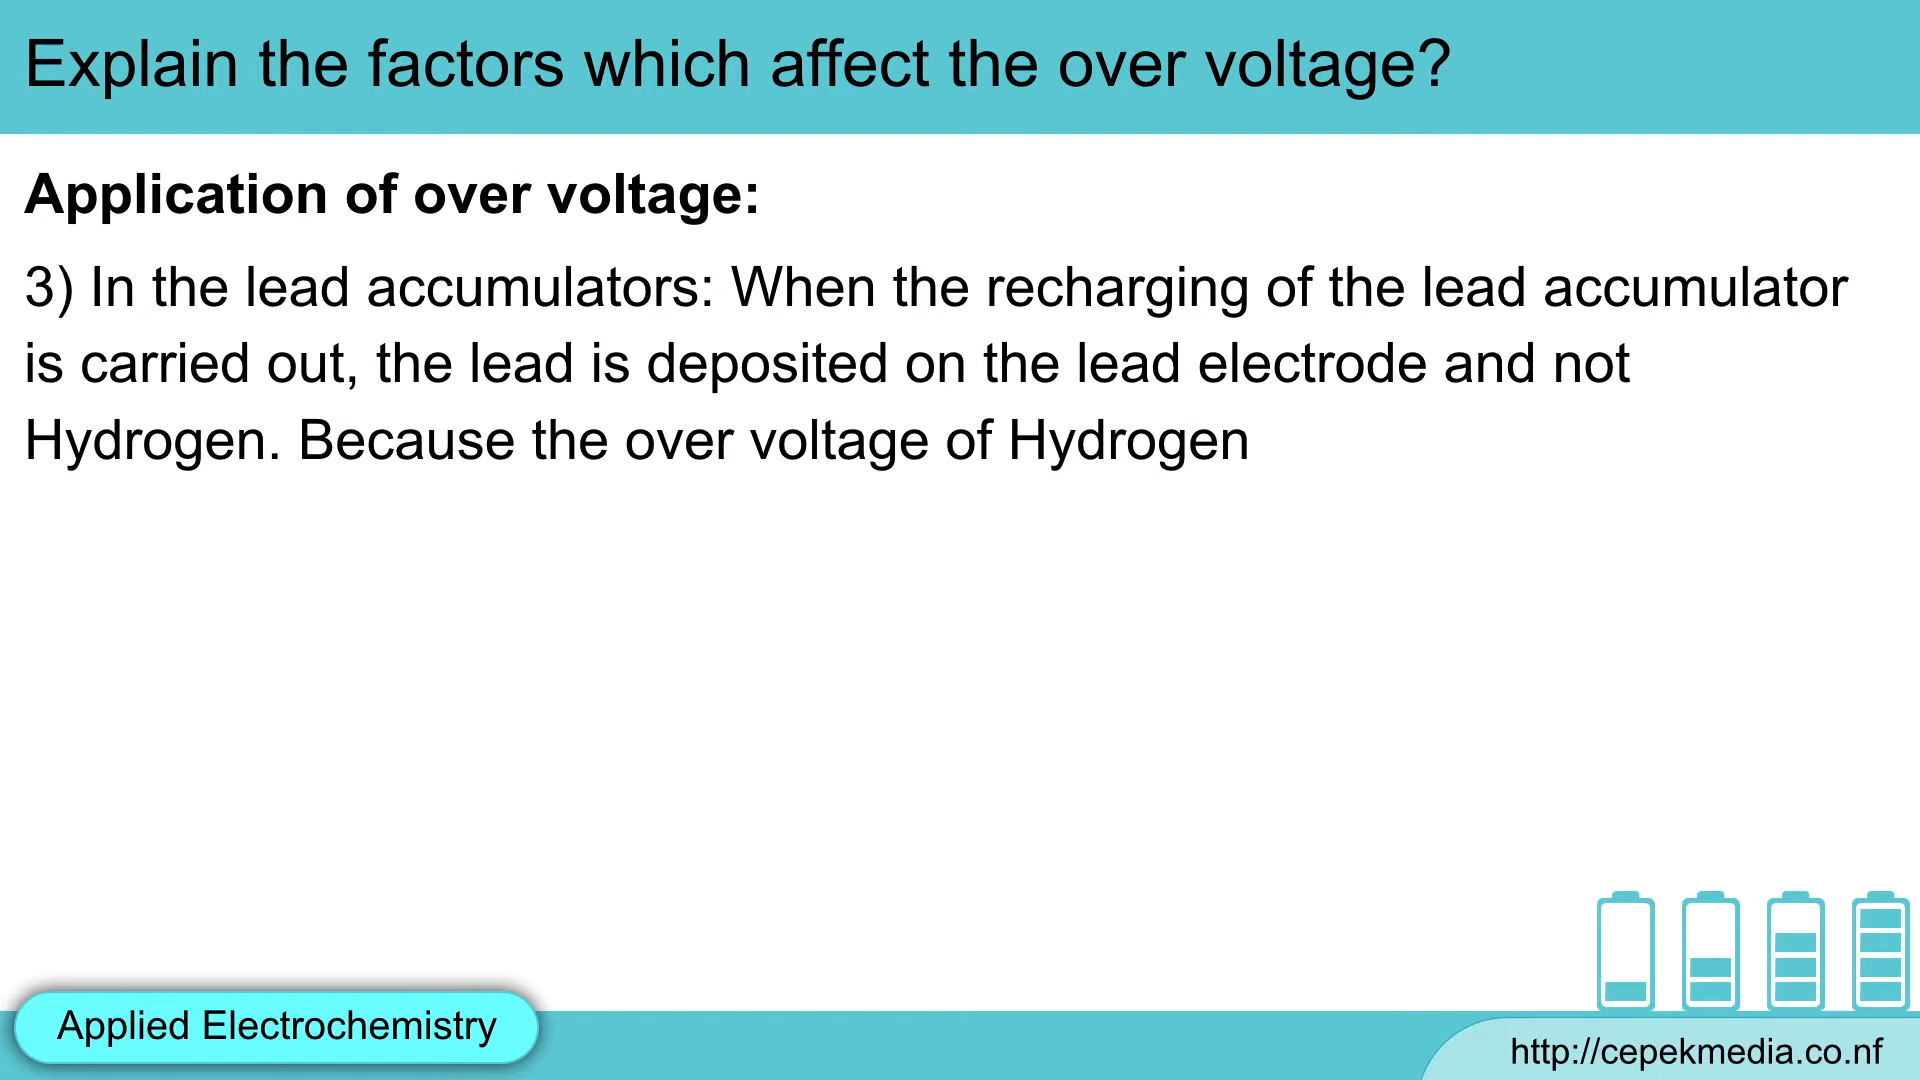 Explain the factors which affect the over voltage?
Application of over voltage:
3) In the lead accumulators: When the recharging of the lead accumulator
is carried out, the lead is deposited on the lead electrode and not
Hydrogen. Because the over voltage of Hydrogen
Applied Electrochemistry
http://cepekmedia.co.nf